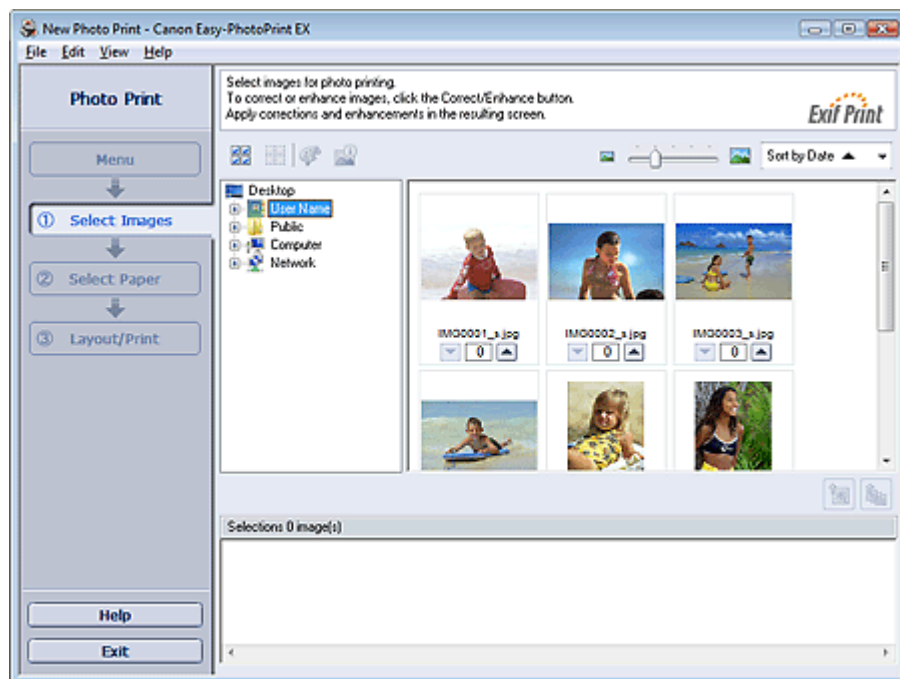 New Photo Print - Canon Easy-PhotoPrint EX
File Edit View Help
Photo Print
Select images for photo printing.
To correct or enhance images, click the Correct/Enhance button.
Apply corrections and enhancements in the resulting screen.
Exif Print
Menu
① Select Images
② Select Paper
③ Layout/Print
Sort by Date
Desktop
User Name
Public
Computer
Network
IMG0001_s.jpg IMG0002_s.jpg IMG0003_s.jpg
0 0 0
Selections 0 image(s)
Help
Exit